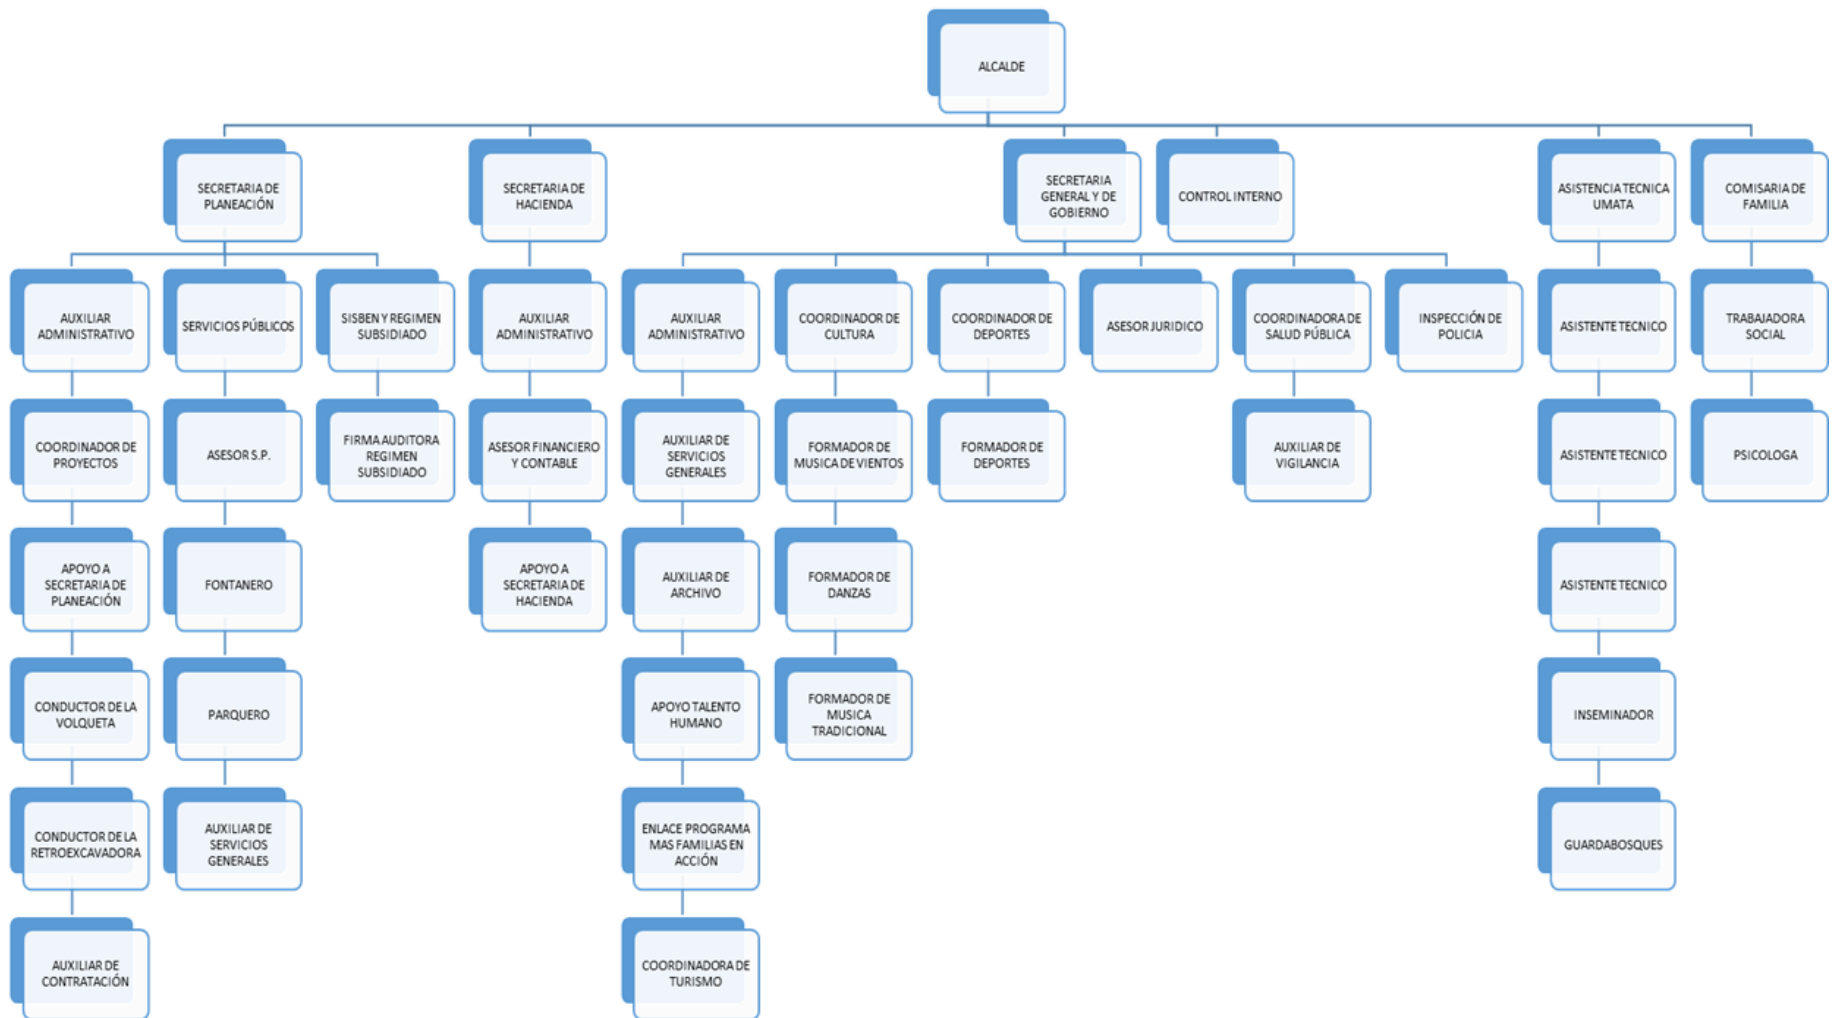 ALCALDE
SECRETARIA DE
PLANEACIÓN
SECRETARIA DE
HACIENDA
SECRETARIA
GENERAL Y DE
GOBIERNO
CONTROL INTERNO
ASISTENCIA TECNICA
UMATA
COMISARIA DE
FAMILIA
AUXILIAR
ADMINISTRATIVO
SERVICIOS PÚBLICOS
SISBEN Y REGIMEN
SUBSIDIADO
AUXILIAR
ADMINISTRATIVO
AUXILIAR
ADMINISTRATIVO
COORDINADOR DE
CULTURA
COORDINADOR DE
DEPORTES
ASESOR JURIDICO
COORDINADORA DE
SALUD PÚBLICA
INSPECCIÓN DE
POLICIA
ASISTENTE TECNICO
TRABAJADORA
SOCIAL
COORDINADOR DE
PROYECTOS
ASESOR S.P.
FIRMA AUDITORA
REGIMEN
SUBSIDIADO
ASESOR FINANCIERO
Y CONTABLE
AUXILIAR DE
SERVICIOS
GENERALES
FORMADOR DE
MUSICA DE VIENTOS
FORMADOR DE
DEPORTES
AUXILIAR DE
VIGILANCIA
ASISTENTE TECNICO
PSICOLOGA
APOYO A
SECRETARIA DE
PLANEACIÓN
FONTANERO
APOYO A
SECRETARIA DE
HACIENDA
AUXILIAR DE
ARCHIVO
FORMADOR DE
DANZAS
ASISTENTE TECNICO
CONDUCTOR DE LA
VOLQUETA
PARQUERO
APOYO TALENTO
HUMANO
FORMADOR DE
MUSICA
TRADICIONAL
INSEMINADOR
CONDUCTOR DE LA
RETROEXCAVADORA
AUXILIAR DE
SERVICIOS
GENERALES
ENLACE PROGRAMA
MAS FAMILIAS EN
ACCIÓN
GUARDABOSQUES
AUXILIAR DE
CONTRATACIÓN
COORDINADORA DE
TURISMO